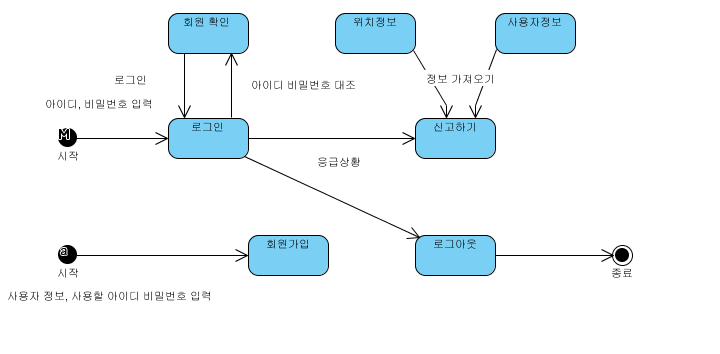 회원 확인
위치정보
사용자정보
로그인
아이디 비밀번호 대조
정보 가져오기
아이디, 비밀번호 입력
로그인
신고하기
M
시작
응급상황
회원가입
로그아웃
a
시작
종료
사용자 정보, 사용할 아이디 비밀번호 입력